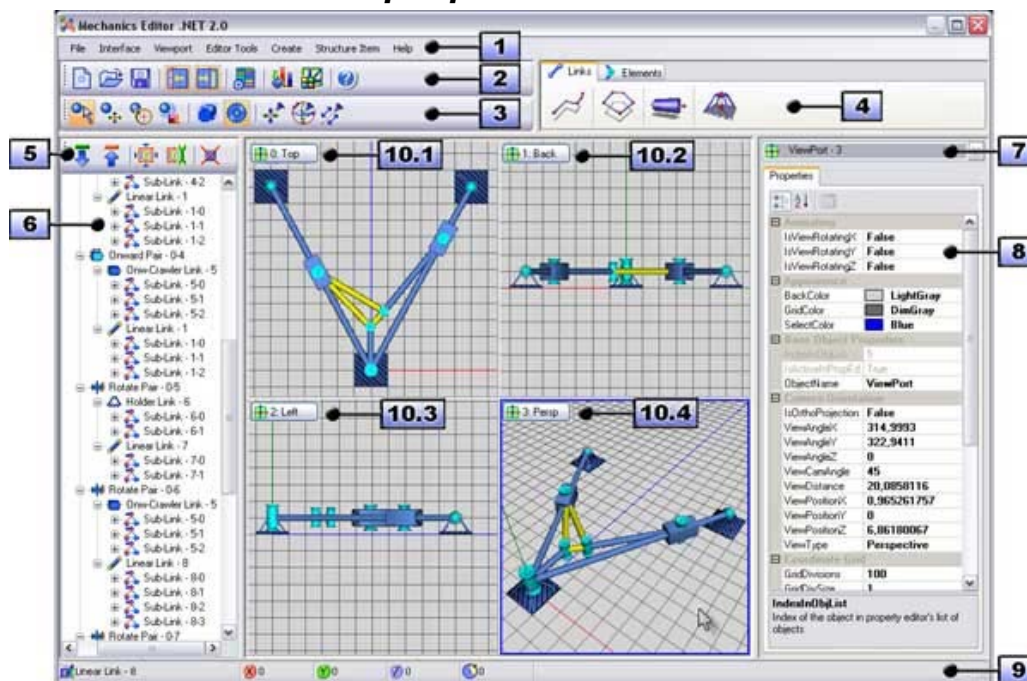 Mechanics Editor .NET 2.0
File Interface Viewport Editor Tools Create Structure Item Help
1
2
3
Links Elements
4
5
6
Sub-Link - 4-2
Linear Link - 1
Sub-Link - 1-0
Sub-Link - 1-1
Sub-Link - 1-2
Onward Pair - 0-4
Onw-Crawler Link - 5
Sub-Link - 5-0
Sub-Link - 5-1
Sub-Link - 5-2
Linear Link - 1
Sub-Link - 1-0
Sub-Link - 1-1
Sub-Link - 1-2
Rotate Pair - 0-5
Holder Link - 6
Sub-Link - 6-0
Sub-Link - 6-1
Linear Link - 7
Sub-Link - 7-0
Sub-Link - 7-1
Rotate Pair - 0-6
Onw-Crawler Link - 5
Sub-Link - 5-0
Sub-Link - 5-1
Sub-Link - 5-2
Linear Link - 8
Sub-Link - 8-0
Sub-Link - 8-1
Sub-Link - 8-2
Sub-Link - 8-3
Rotate Pair - 0-7
0: Top
10.1
1: Back
10.2
2: Left
10.3
3: Persp
10.4
ViewPort - 3
7
Properties
8
Animation
IsViewRotatingX False
IsViewRotatingY False
IsViewRotatingZ False
Appearance
BackColor LightGray
GridColor DimGray
SelectColor Blue
Base Object Properties
IndexInObjList 5
IsActiveInPropEd True
ObjectName ViewPort
Camera Orientation
IsOrthoProjection False
ViewAngleX 314,9993
ViewAngleY 322,9411
ViewAngleZ 0
ViewCamAngle 45
ViewDistance 20,0858116
ViewPositionX 0,965261757
ViewPositionY 0
ViewPositionZ 6,86180067
ViewType Perspective
Coordinate Grid
GridDivisions 100
GridDivSize 1
IndexInObjList
Index of the object in property editor's list of
objects
Linear Link - 8
X 0
Y 0
Z 0
0
9